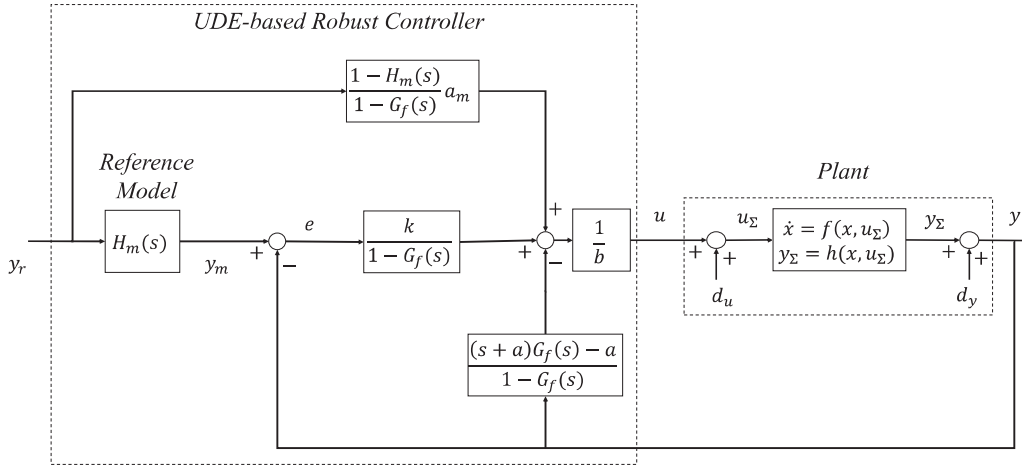 UDE-based Robust Controller
1 − H_m(s)
1 − G_f(s)
a_m
Reference
Model
Plant
H_m(s)
y_r
y_m
+
−
e
k
1 − G_f(s)
+
+
−
1
b
u
+
+
d_u
u_Σ
ẋ = f(x, u_Σ)
y_Σ = h(x, u_Σ)
y_Σ
+
+
d_y
y
(s + a)G_f(s) − a
1 − G_f(s)